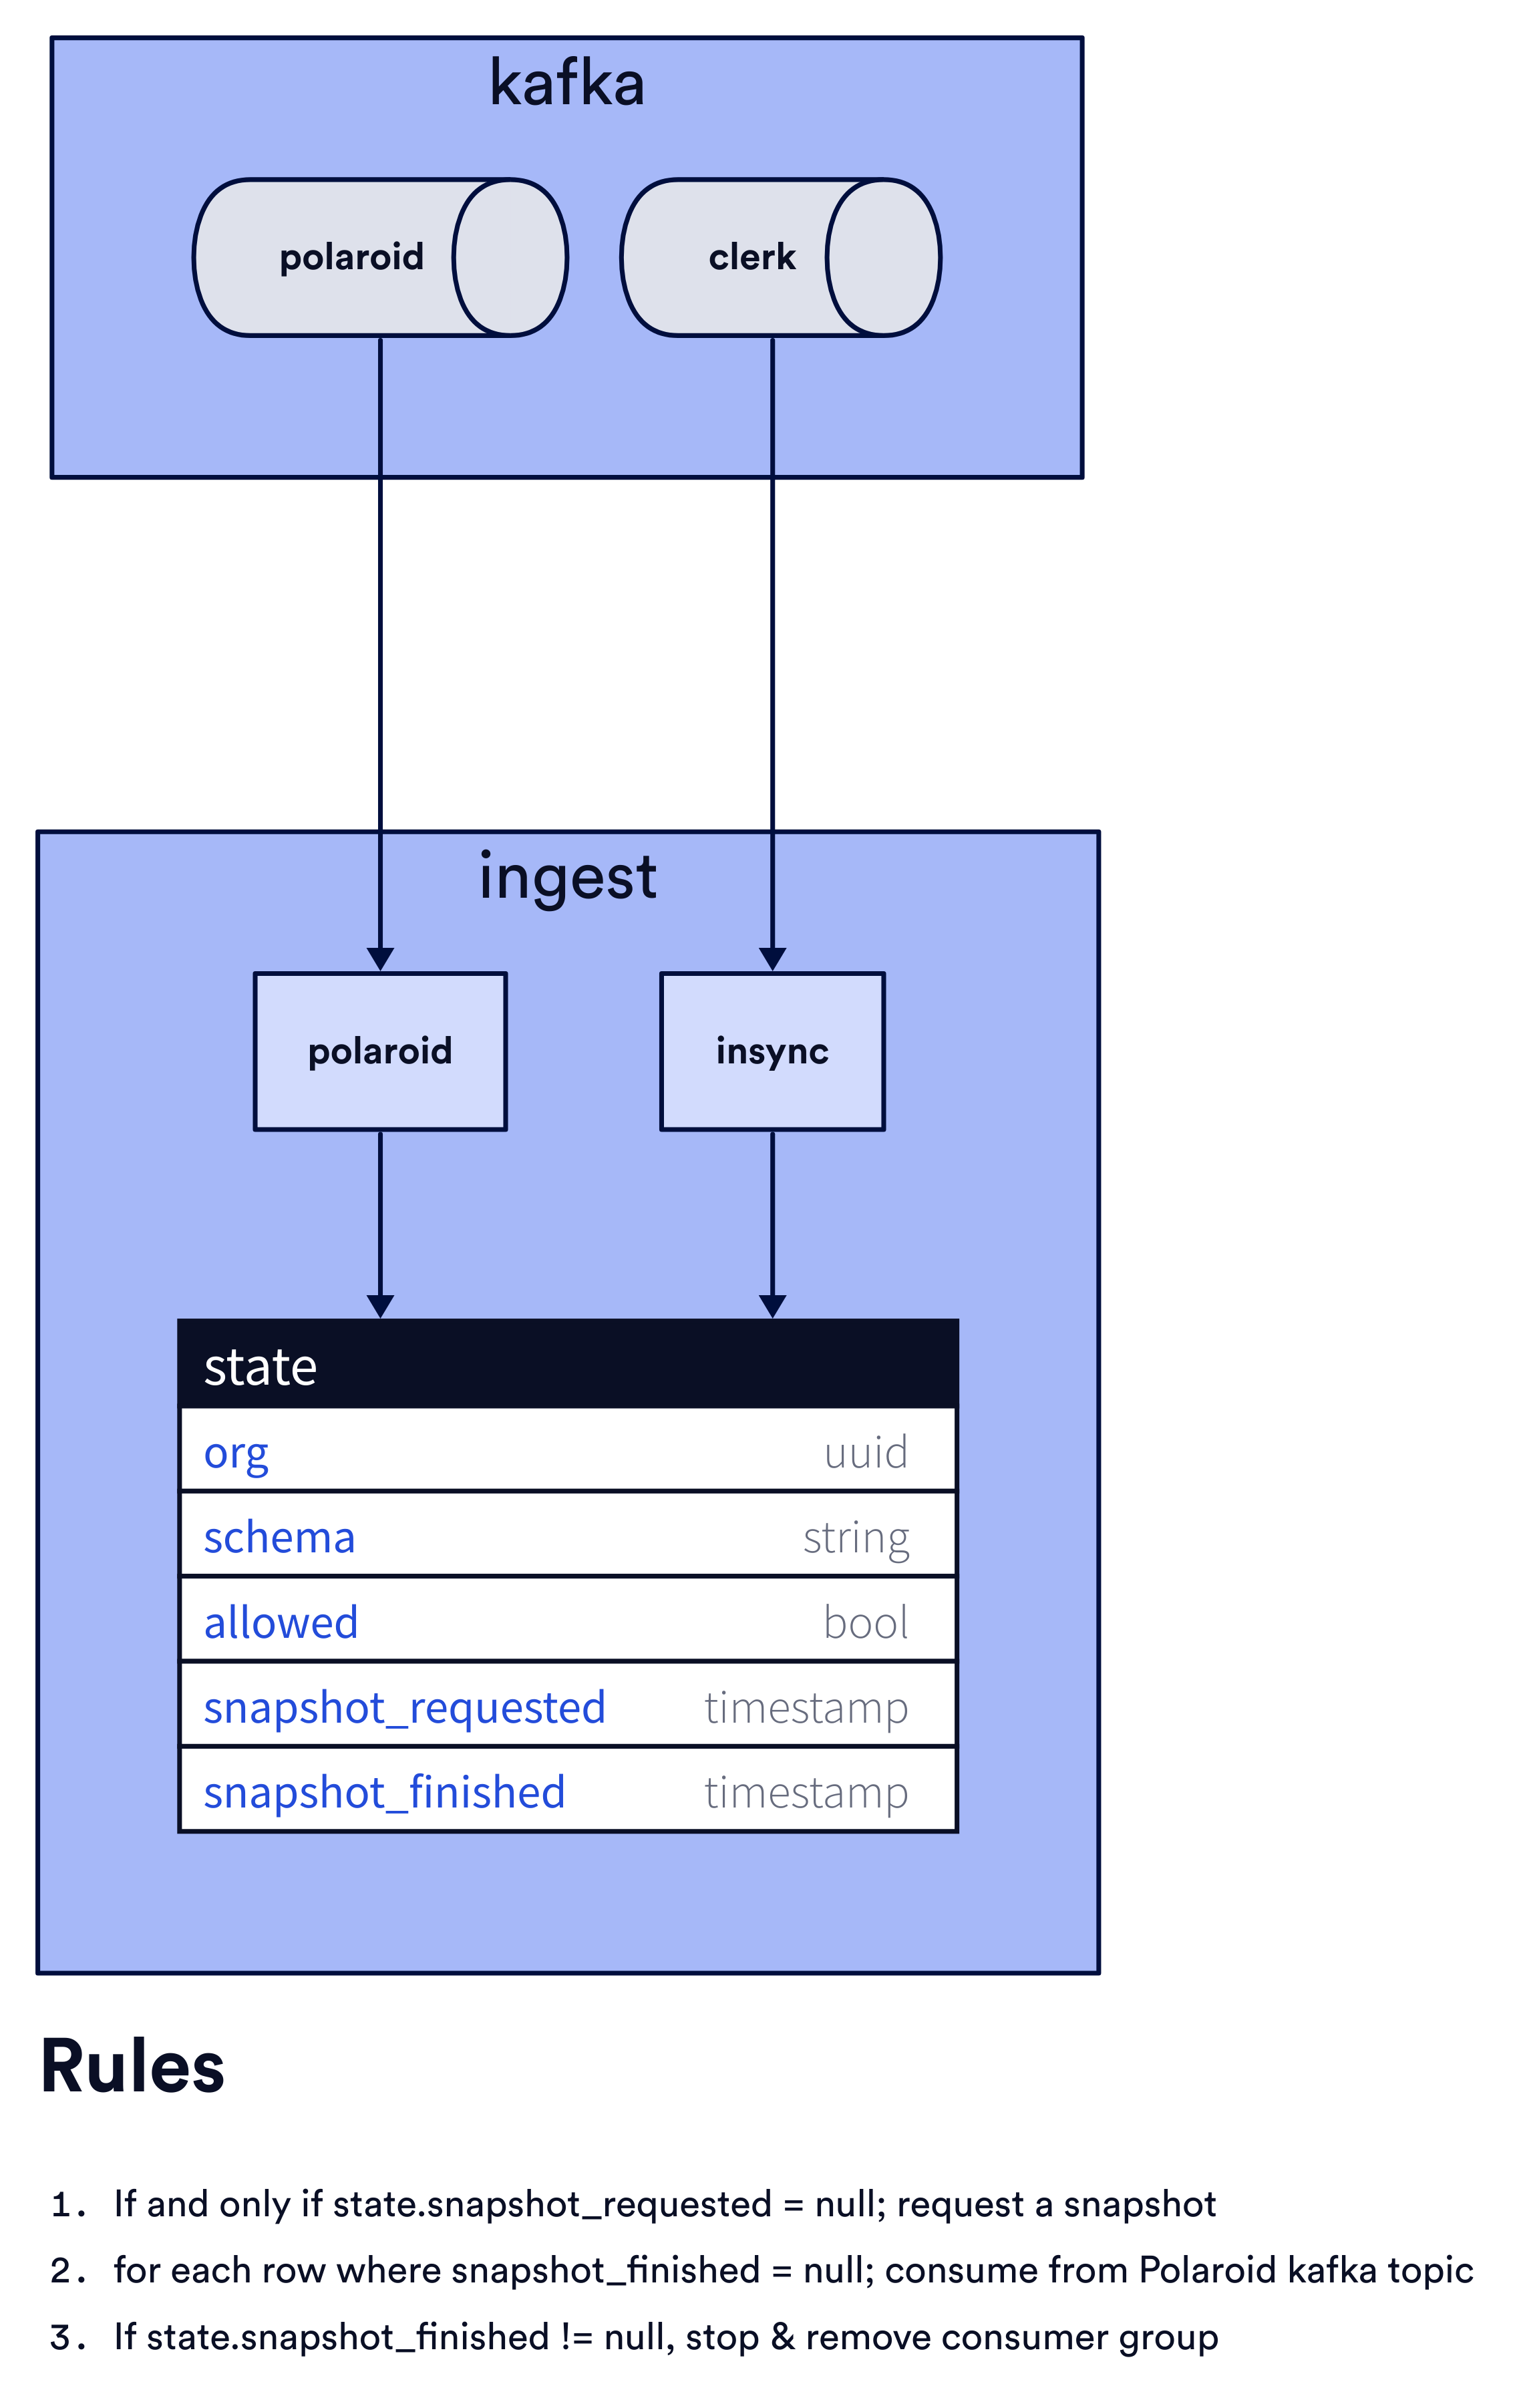 kafka
polaroid
clerk
ingest
polaroid
insync
state
org uuid
schema string
allowed bool
snapshot_requested timestamp
snapshot_finished timestamp
Rules
1. If and only if state.snapshot_requested = null; request a snapshot
2. for each row where snapshot_finished = null; consume from Polaroid kafka topic
3. If state.snapshot_finished != null, stop & remove consumer group